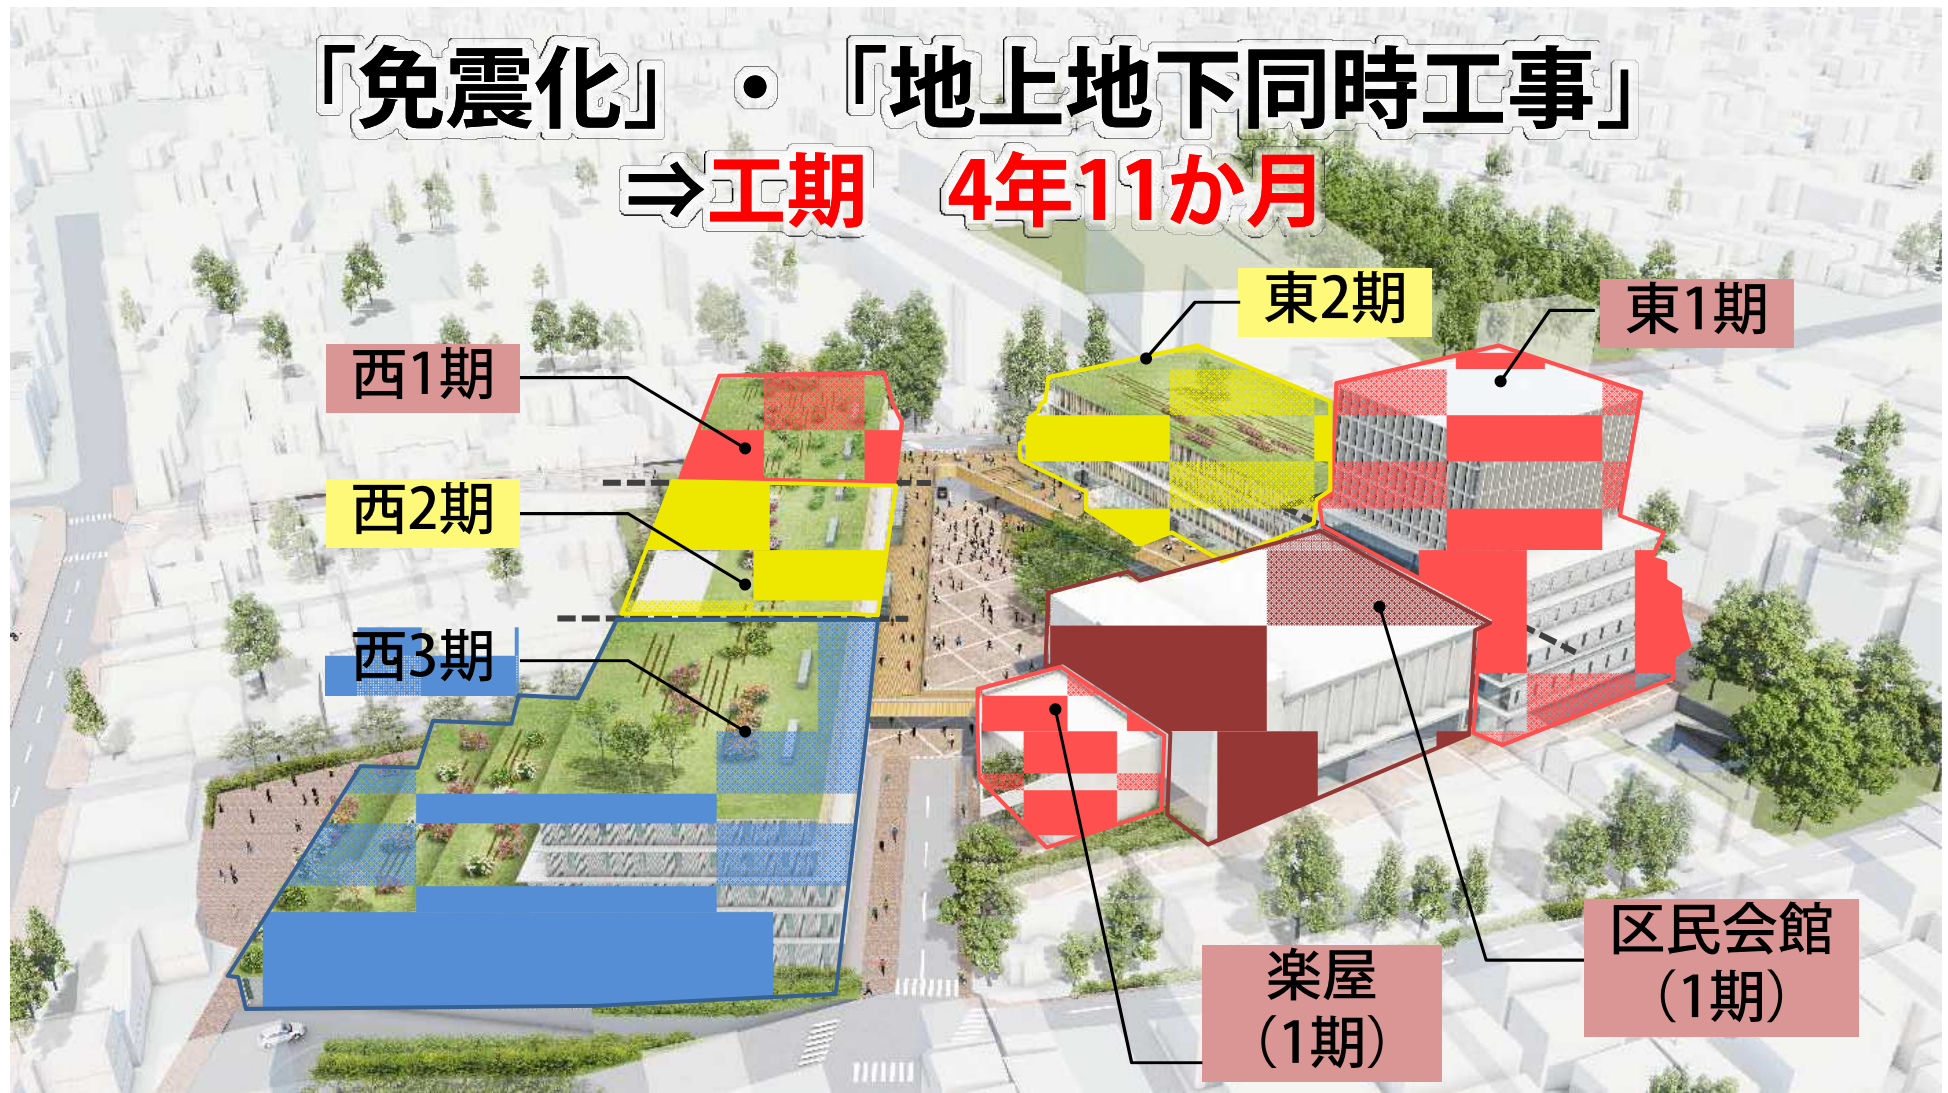 「免震化」・「地上地下同時工事」
⇒工期　4年11か月
東2期
東1期
西1期
西2期
西3期
区民会館
（1期）
楽屋
（1期）